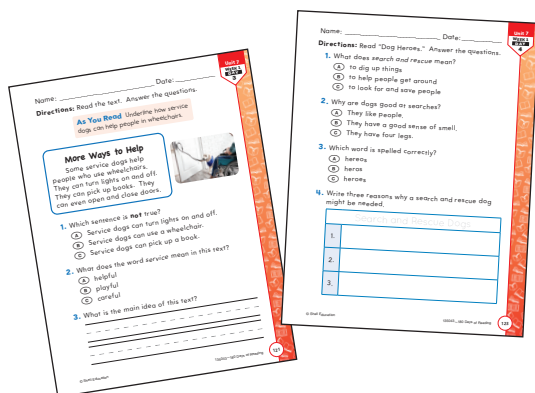 Unit 7
WEEK 1
DAY
3
Name: Date:
Directions: Read the text. Answer the questions.
As You Read Underline how service
dogs can help people in wheelchairs.
More Ways to Help
Some service dogs help
people who use wheelchairs.
They can turn lights on and off.
They can pick up books. They
can even open and close doors.
1. Which sentence is not true?
A Service dogs can turn lights on and off.
B Service dogs can use a wheelchair.
C Service dogs can pick up a book.
2. What does the word service mean in this text?
A helpful
B playful
C careful
3. What is the main idea of this text?
© Shell Education
180 Days of Reading
Unit 7
WEEK 1
DAY
4
Name: Date:
Directions: Read "Dog Heroes." Answer the questions.
1. What does search and rescue mean?
A to dig up things
B to help people get around
C to look for and save people
2. Why are dogs good at searches?
A They like people.
B They have a good sense of smell.
C They have four legs.
3. Which word is spelled correctly?
A hereos
B heros
C heroes
4. Write three reasons why a search and rescue dog
might be needed.
Search and Rescue Dogs
1.
2.
3.
© Shell Education
180 Days of Reading